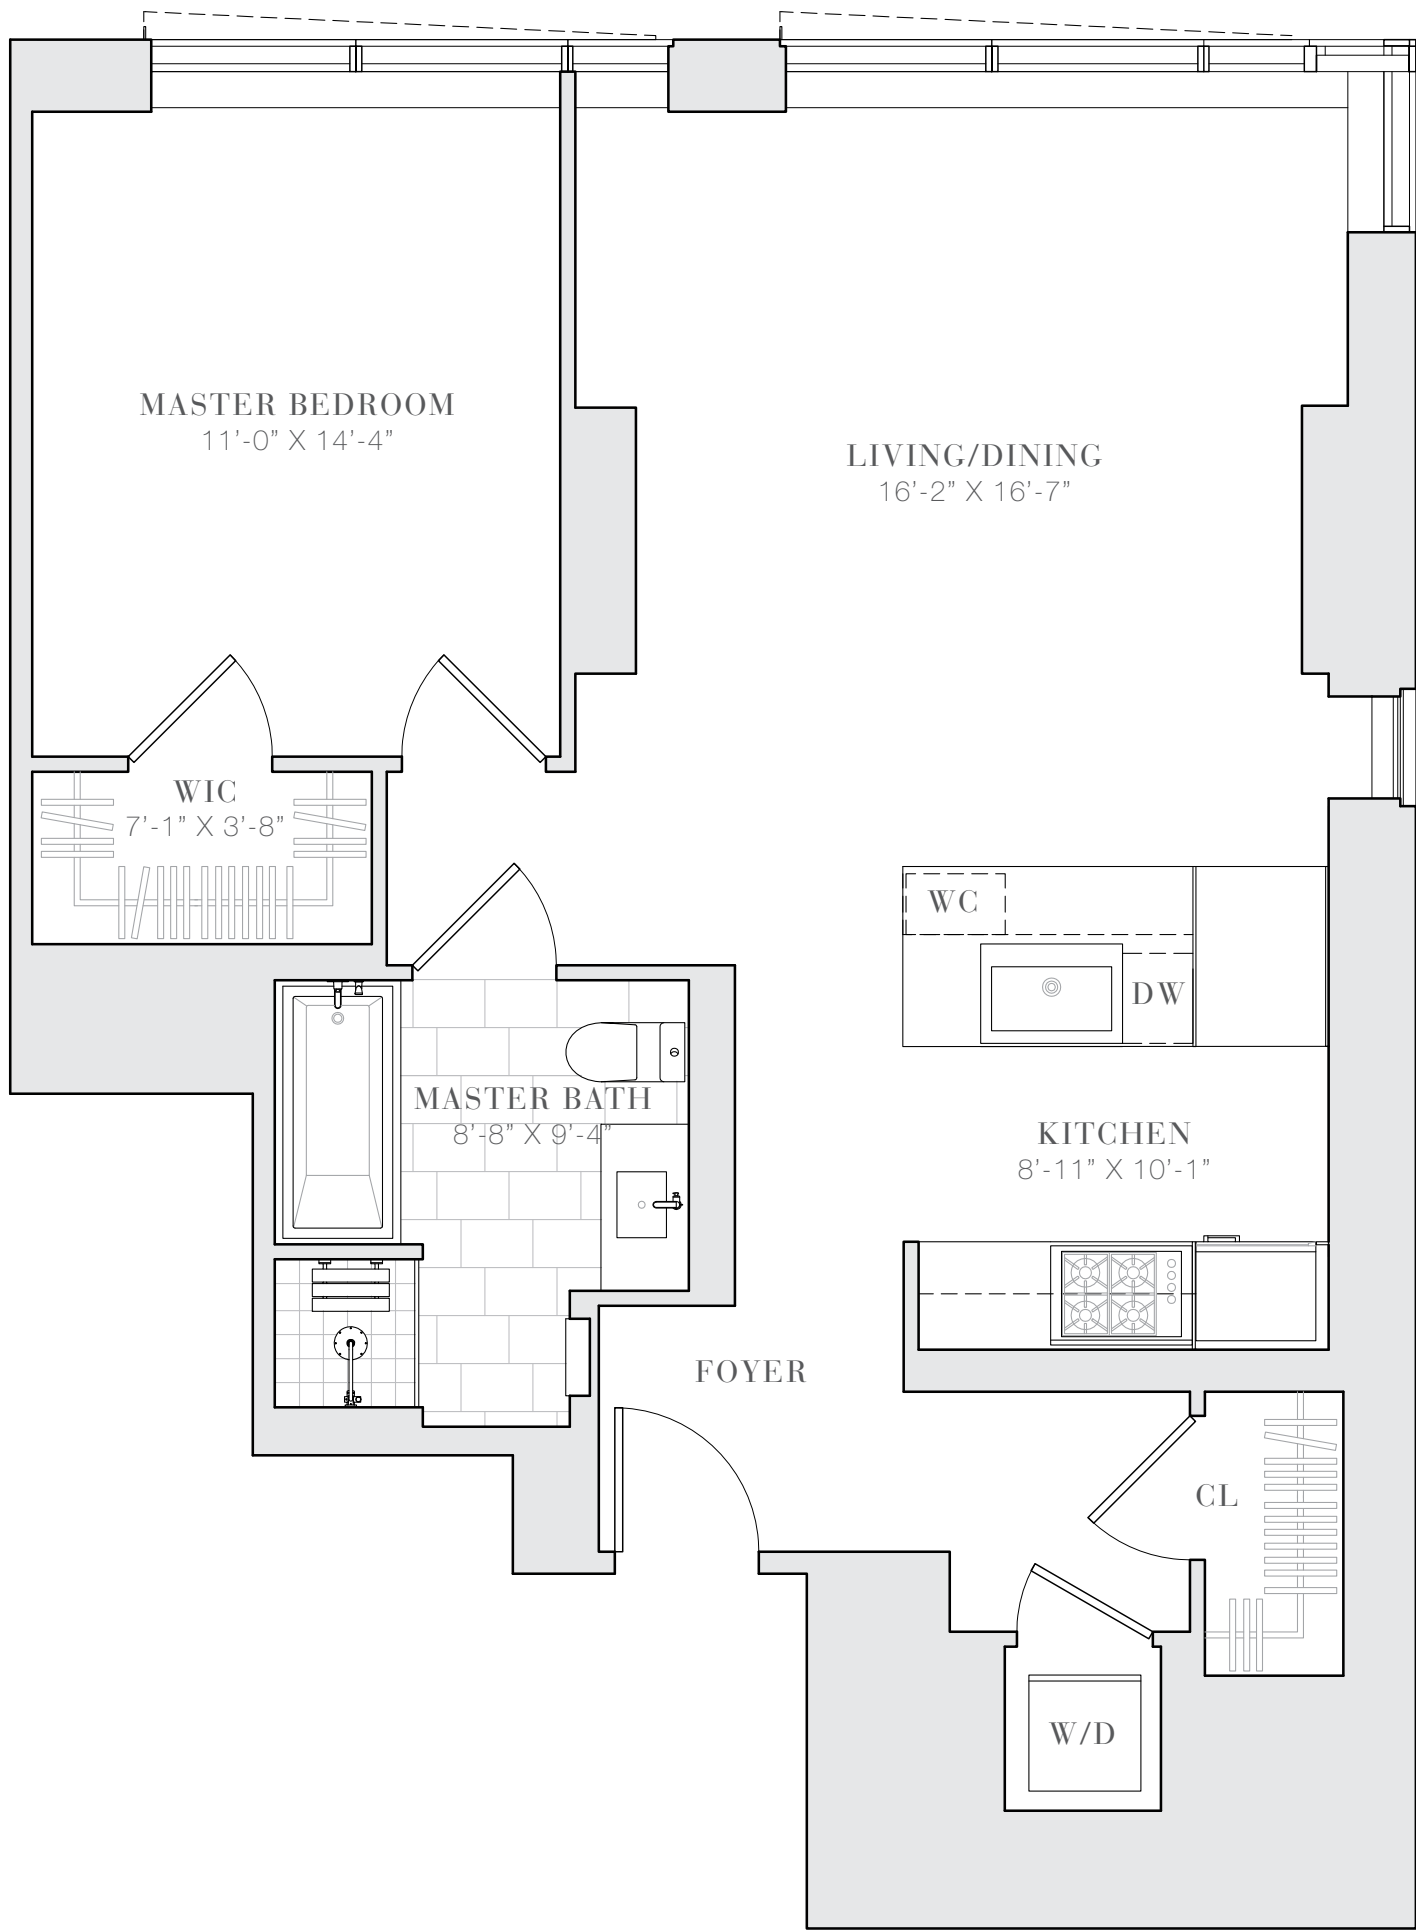 MASTER BEDROOM
11’-0” X 14’-4”
LIVING/DINING
16’-2” X 16’-7”
WIC
7’-1” X 3’-8”
WC
DW
MASTER BATH
8’-8” X 9’-4”
KITCHEN
8’-11” X 10’-1”
FOYER
CL
W/D